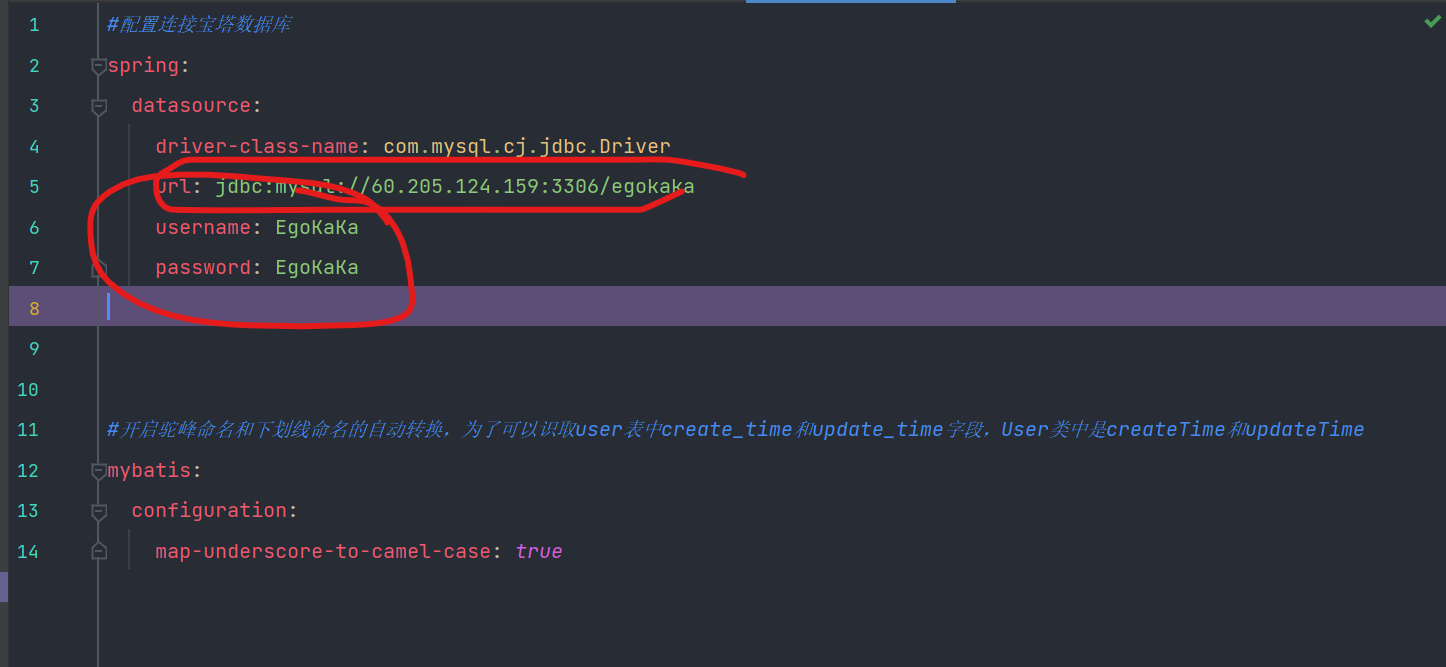 1 #配置连接宝塔数据库
2 spring:
3 datasource:
4 driver-class-name: com.mysql.cj.jdbc.Driver
5 url: jdbc:mysql://60.205.124.159:3306/egokaka
6 username: EgoKaKa
7 password: EgoKaKa
8
9
10
11 #开启驼峰命名和下划线命名的自动转换，为了可以识取user表中create_time和update_time字段，User类中是createTime和updateTime
12 mybatis:
13 configuration:
14 map-underscore-to-camel-case: true